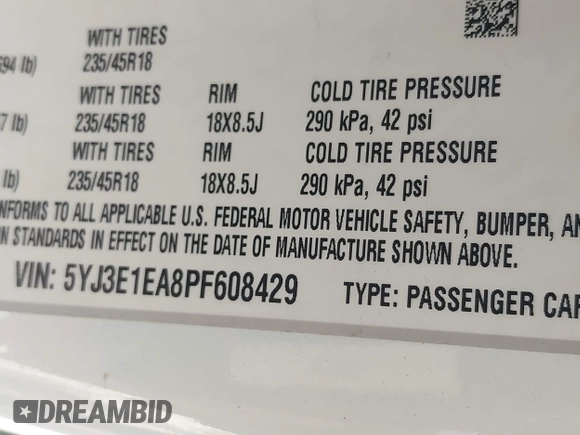 WITH TIRES
694 lb) 235/45R18
WITH TIRES RIM COLD TIRE PRESSURE
7 lb) 235/45R18 18X8.5J 290 kPa, 42 psi
WITH TIRES RIM COLD TIRE PRESSURE
lb) 235/45R18 18X8.5J 290 kPa, 42 psi
NFORMS TO ALL APPLICABLE U.S. FEDERAL MOTOR VEHICLE SAFETY, BUMPER, AN
ON STANDARDS IN EFFECT ON THE DATE OF MANUFACTURE SHOWN ABOVE.
VIN: 5YJ3E1EA8PF608429 TYPE: PASSENGER CAR
DREAMBID